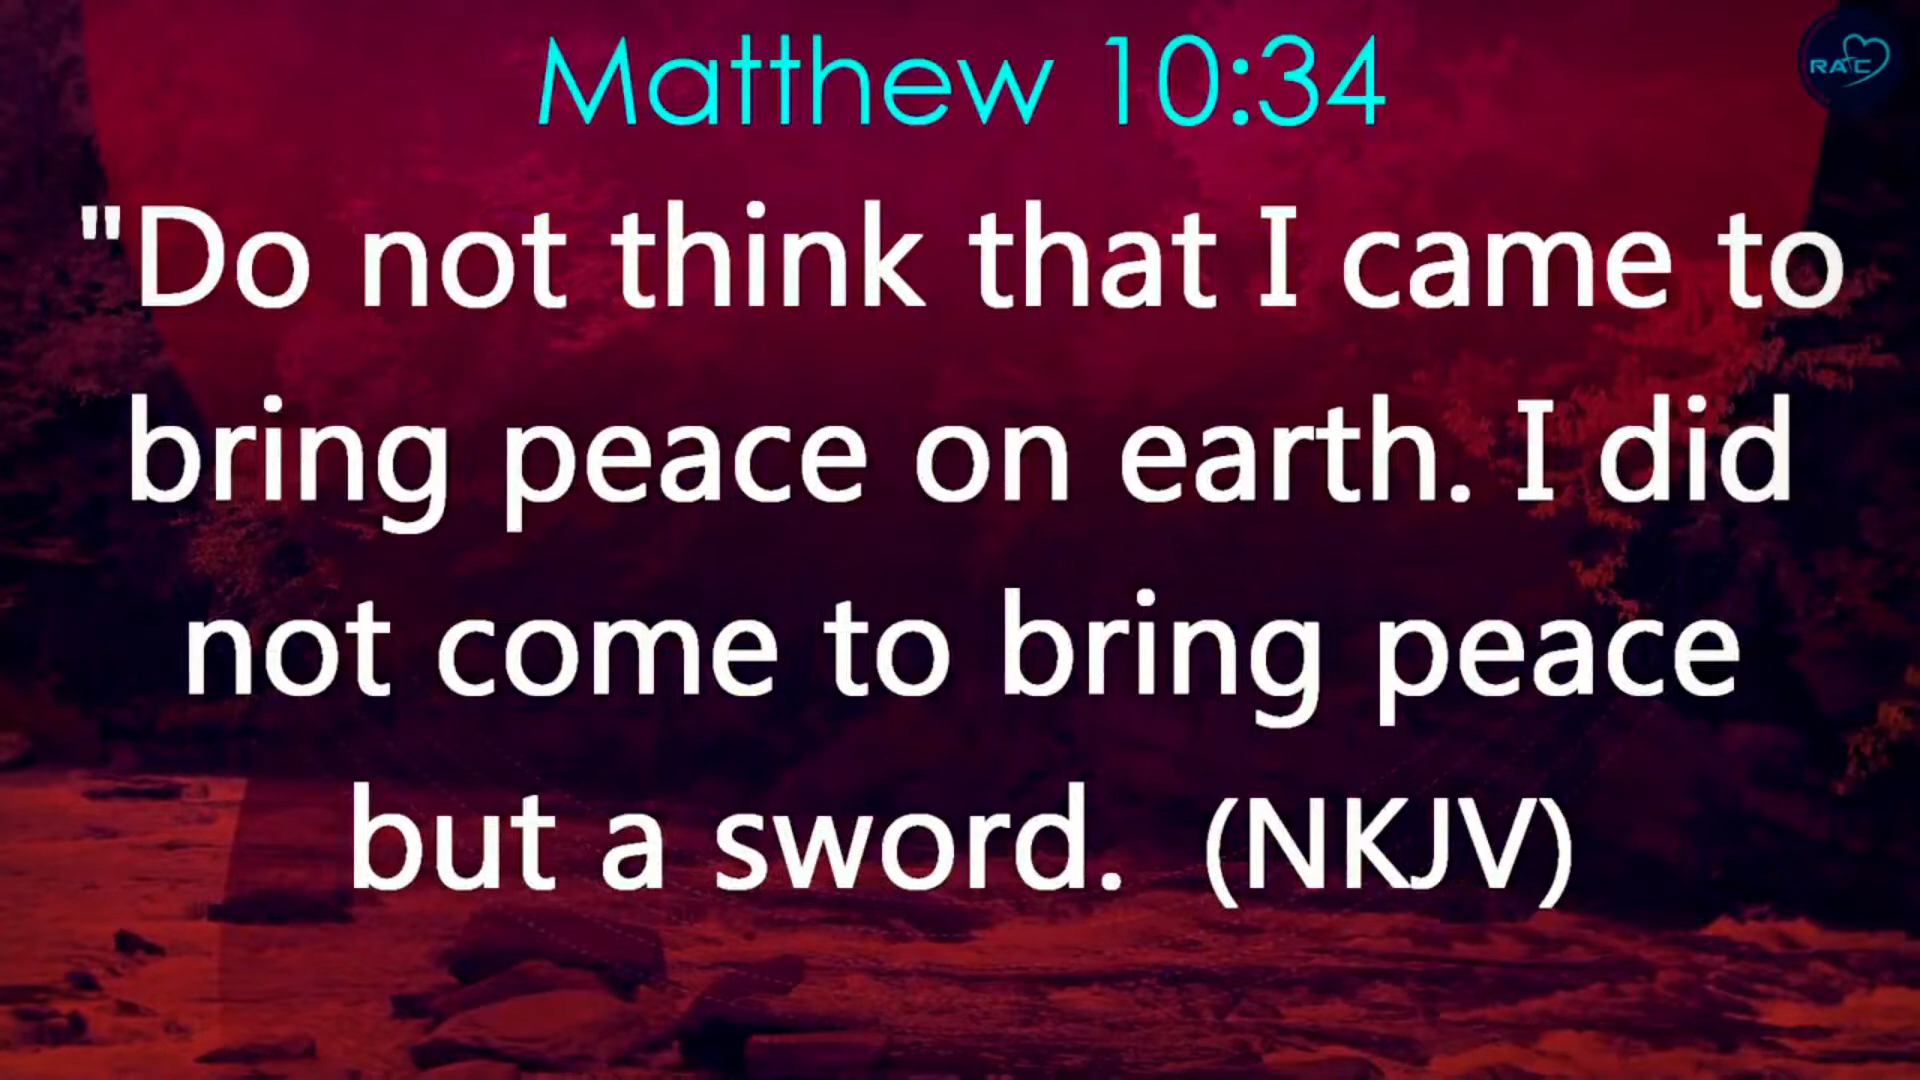 Matthew 10:34
RAC
"Do not think that I came to
bring peace on earth. I did
not come to bring peace
but a sword.  (NKJV)